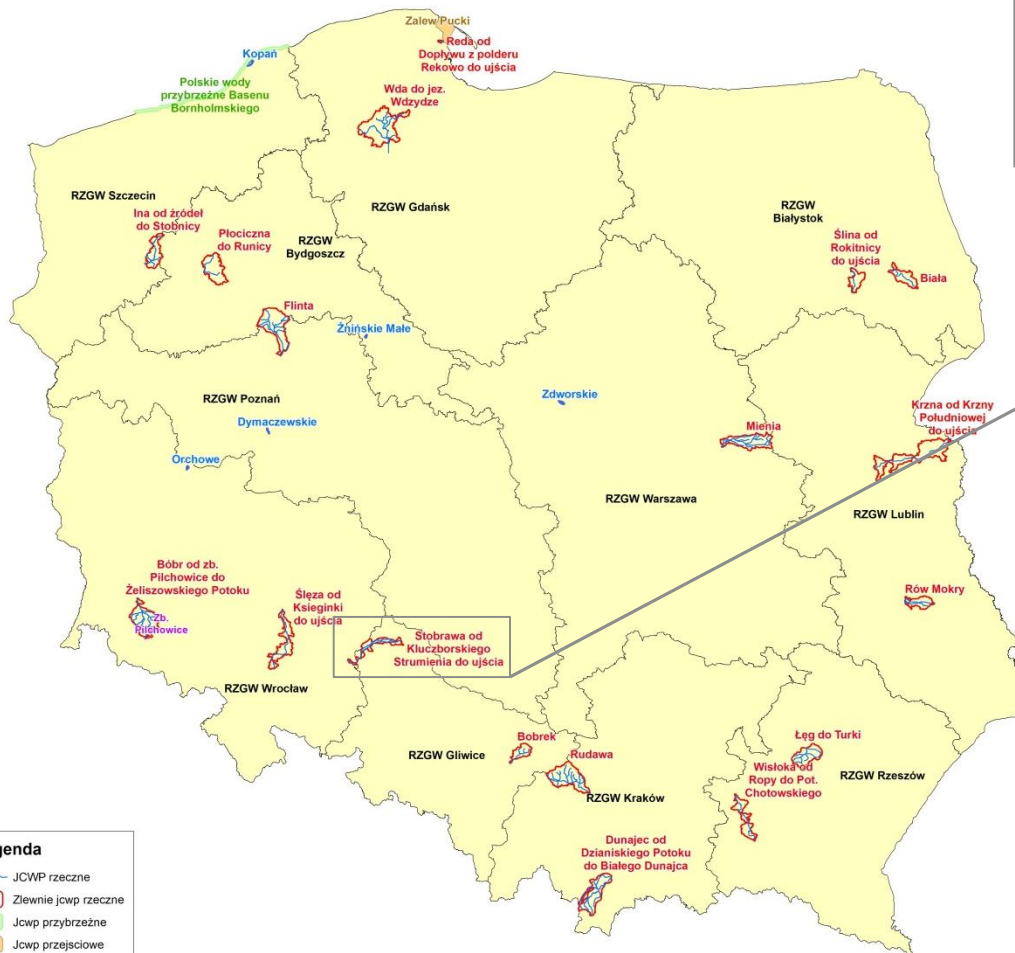 Zalew Pucki
Reda od
Dopływu z polderu
Rekowo do ujścia
Kopań
Polskie wody
przybrzeżne Basenu
Bornholmskiego
Wda do jez.
Wdzydze
RZGW Szczecin
RZGW Gdańsk
RZGW
Białystok
Ina od źródeł
do Stobnicy
Płociczna
do Runicy
RZGW
Bydgoszcz
Ślina od
Rokitnicy
do ujścia
Biała
Flinta
Żnińskie Małe
RZGW Poznań
Zdworskie
Dymaczewskie
Orchowe
Mienia
Krzna od Krzny
Południowej
do ujścia
RZGW Warszawa
RZGW Lublin
Bóbr od zb.
Pilchowice do
Żeliszowskiego Potoku
Zb.
Pilchowice
Ślęza od
Ksieginki
do ujścia
Rów Mokry
Stobrawa od
Kluczborskiego
Strumienia do ujścia
RZGW Wrocław
Bobrek
RZGW Gliwice
Rudawa
RZGW Kraków
Łęg do Turki
Wisłoka od
Ropy do Pot.
Chotowskiego
RZGW Rzeszów
Dunajec od
Dzianiskiego Potoku
do Białego Dunajca
genda
JCWP rzeczne
Zlewnie jcwp rzeczne
Jcwp przybrzeżne
Jcwp przejsciowe